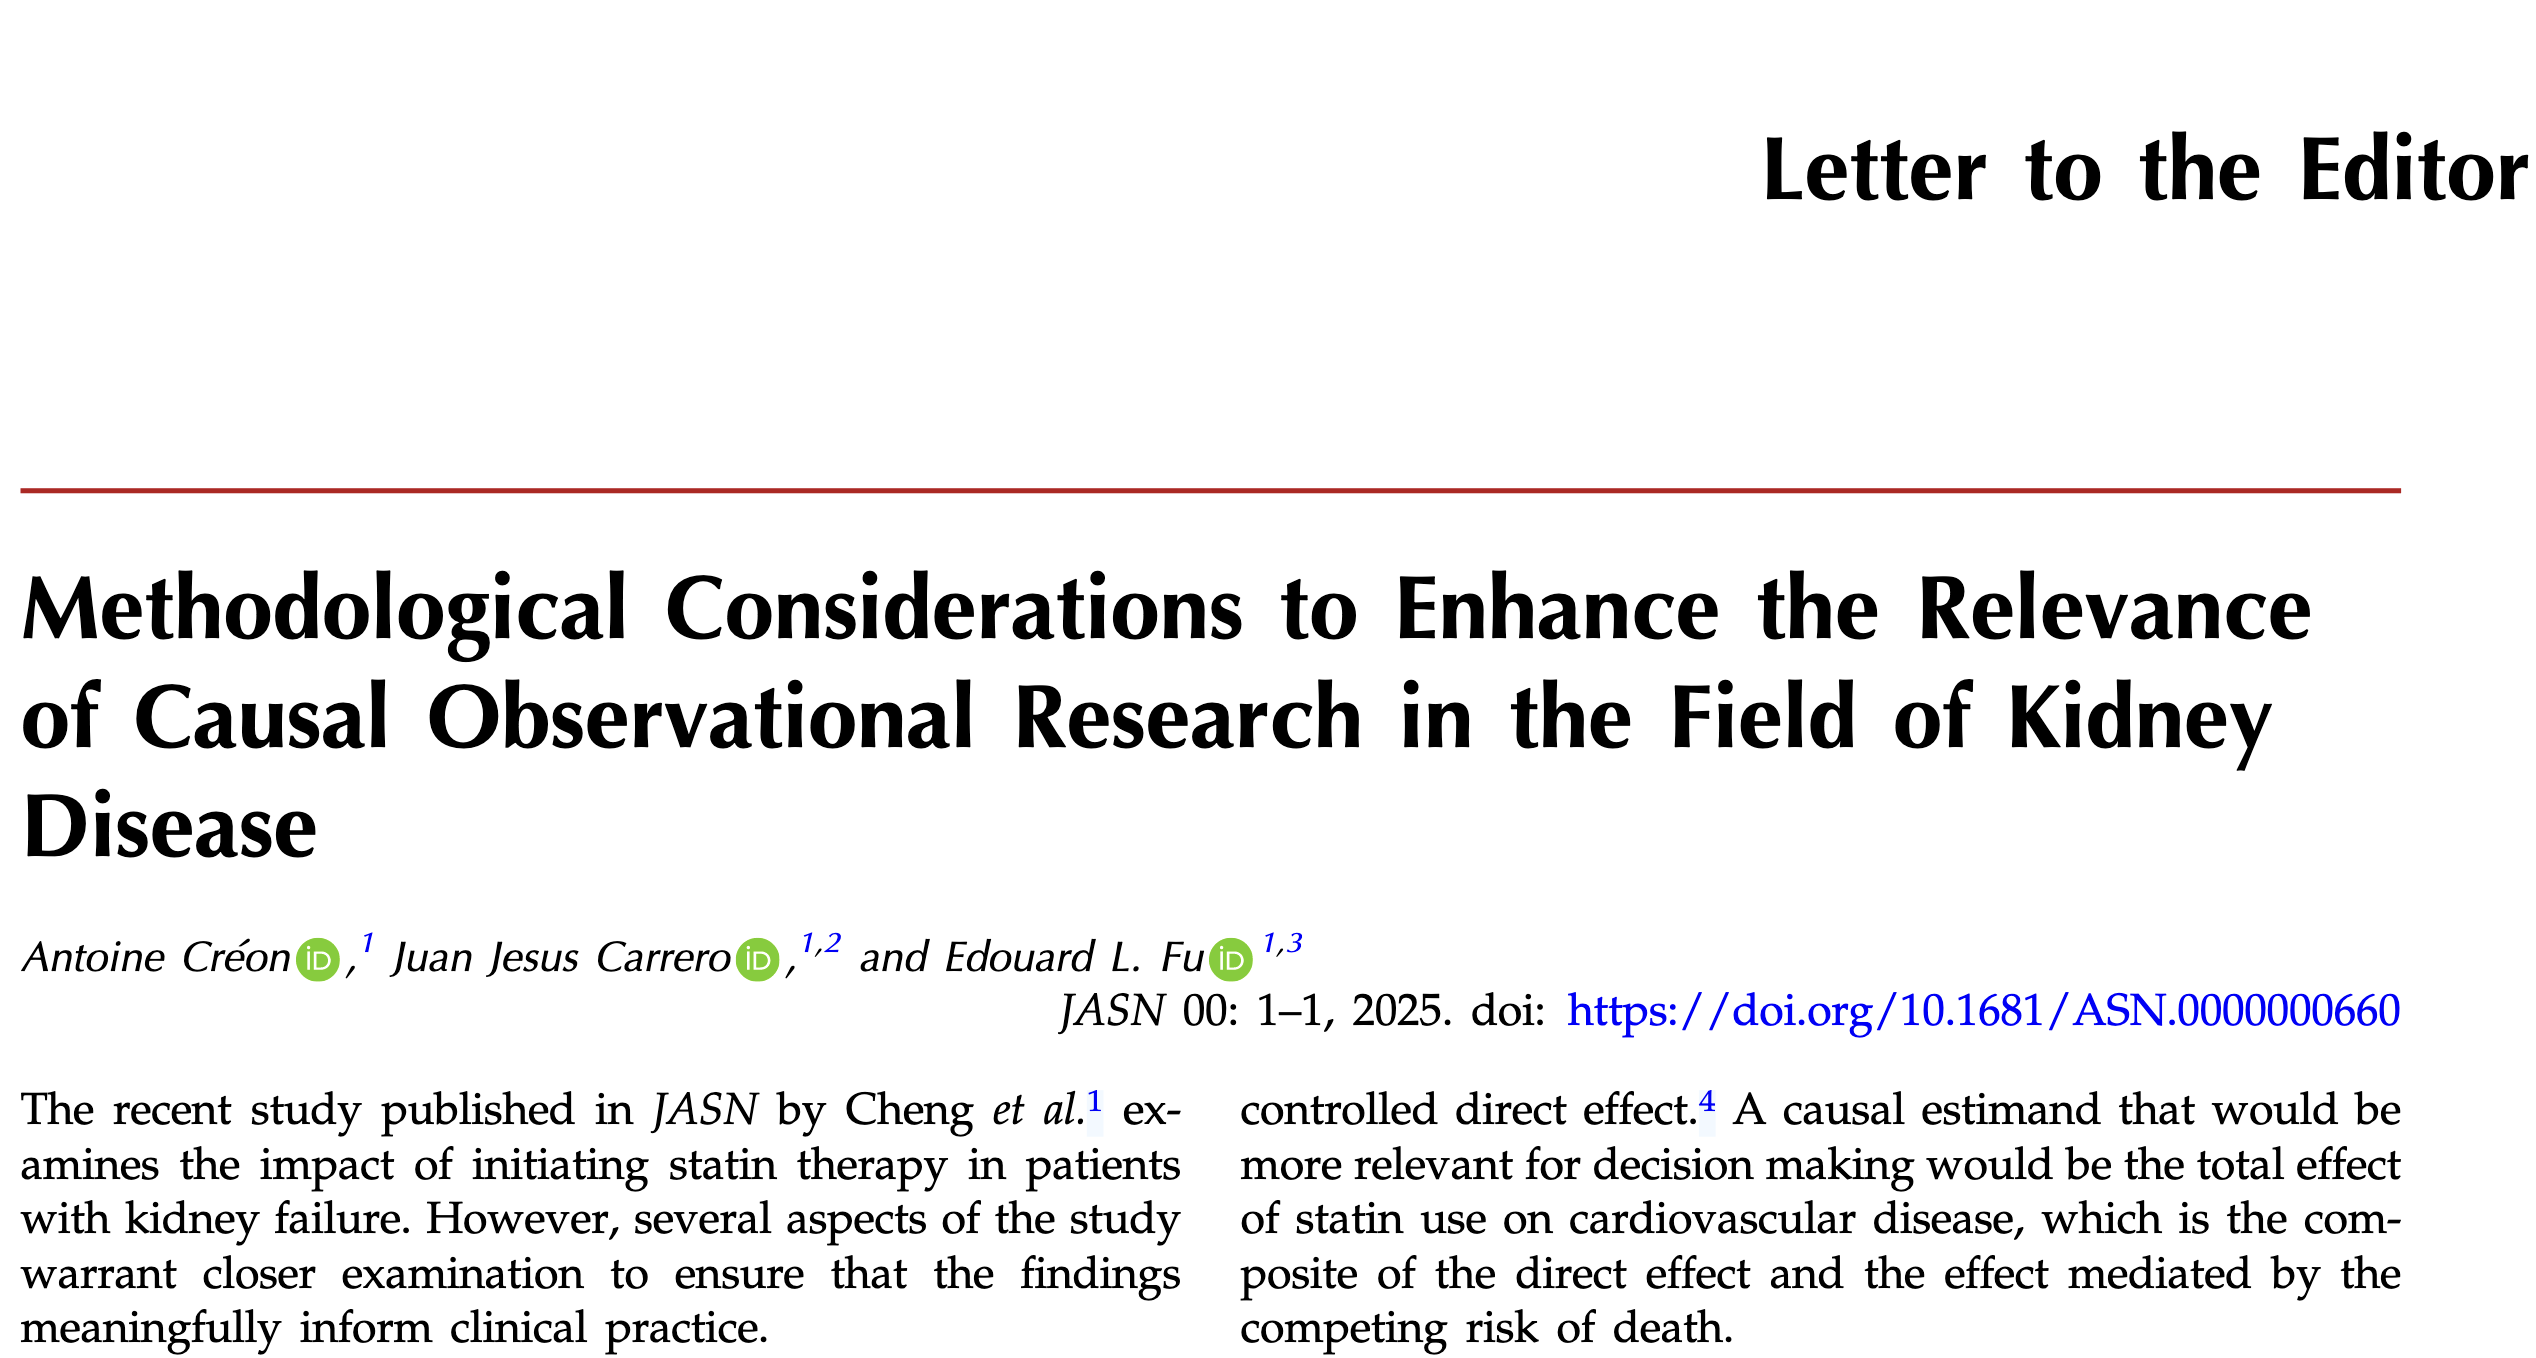 Letter to the Editor
Methodological Considerations to Enhance the Relevance
of Causal Observational Research in the Field of Kidney
Disease
Antoine Créon iD,1 Juan Jesus Carrero iD,1,2 and Edouard L. Fu iD 1,3
JASN 00: 1–1, 2025. doi: https://doi.org/10.1681/ASN.0000000660
The recent study published in JASN by Cheng et al.1 ex-
amines the impact of initiating statin therapy in patients
with kidney failure. However, several aspects of the study
warrant closer examination to ensure that the findings
meaningfully inform clinical practice.
controlled direct effect.4 A causal estimand that would be
more relevant for decision making would be the total effect
of statin use on cardiovascular disease, which is the com-
posite of the direct effect and the effect mediated by the
competing risk of death.